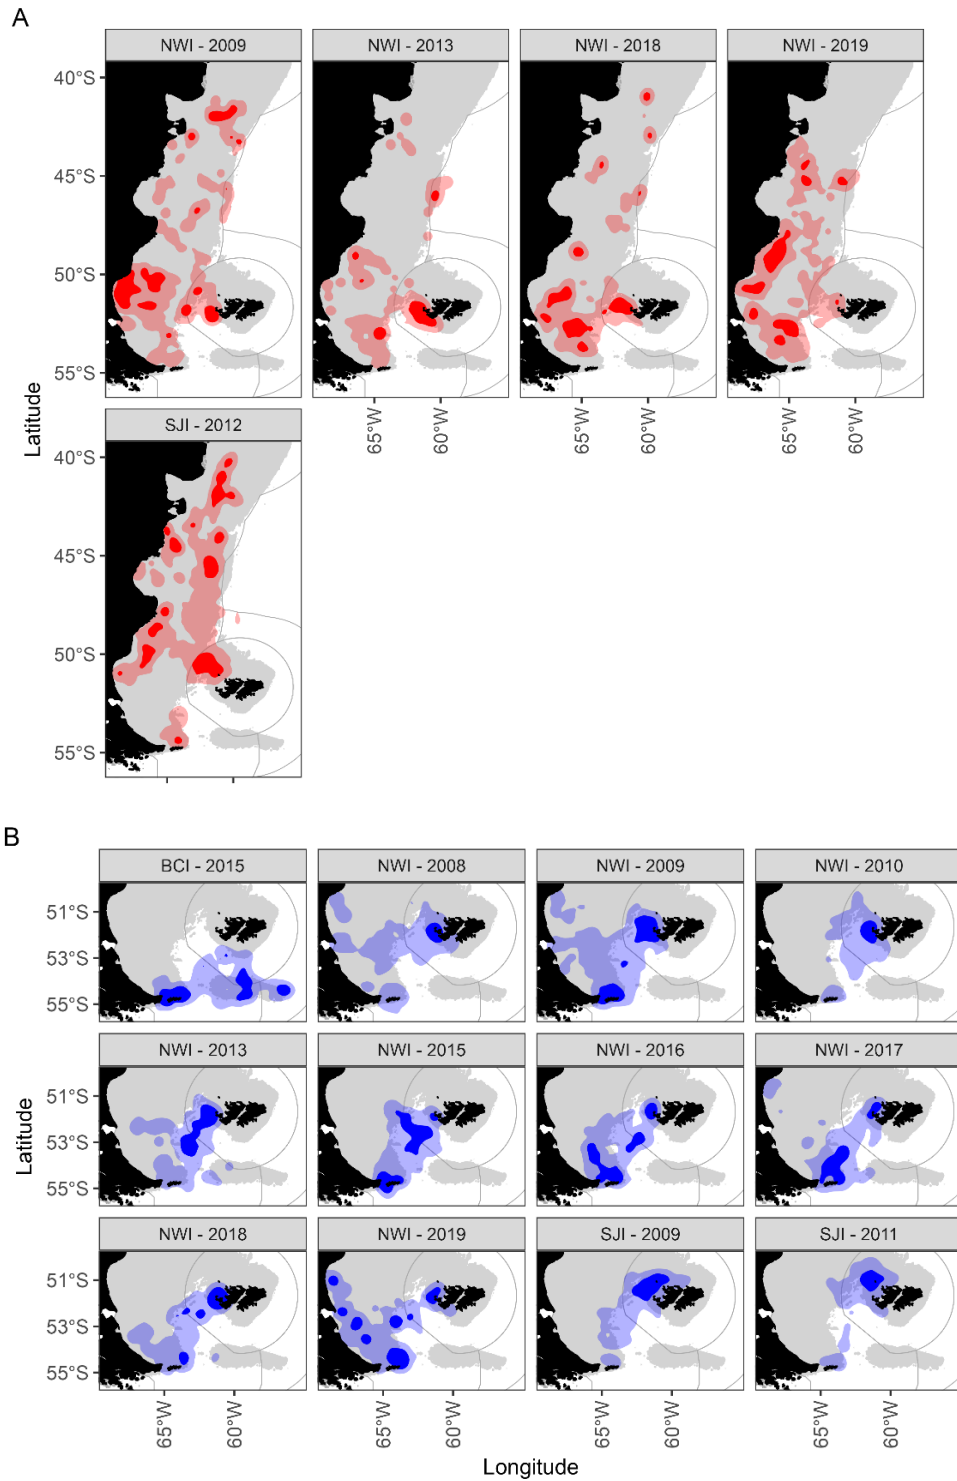 A
NWI - 2009 NWI - 2013 NWI - 2018 NWI - 2019
40°S
45°S
50°S
55°S
65°W 60°W 65°W 60°W 65°W 60°W
SJI - 2012
40°S
45°S
50°S
55°S
Latitude
B
BCI - 2015 NWI - 2008 NWI - 2009 NWI - 2010
51°S
53°S
55°S
NWI - 2013 NWI - 2015 NWI - 2016 NWI - 2017
51°S
53°S
55°S
NWI - 2018 NWI - 2019 SJI - 2009 SJI - 2011
51°S
53°S
55°S
65°W 60°W 65°W 60°W 65°W 60°W 65°W 60°W
Latitude
Longitude